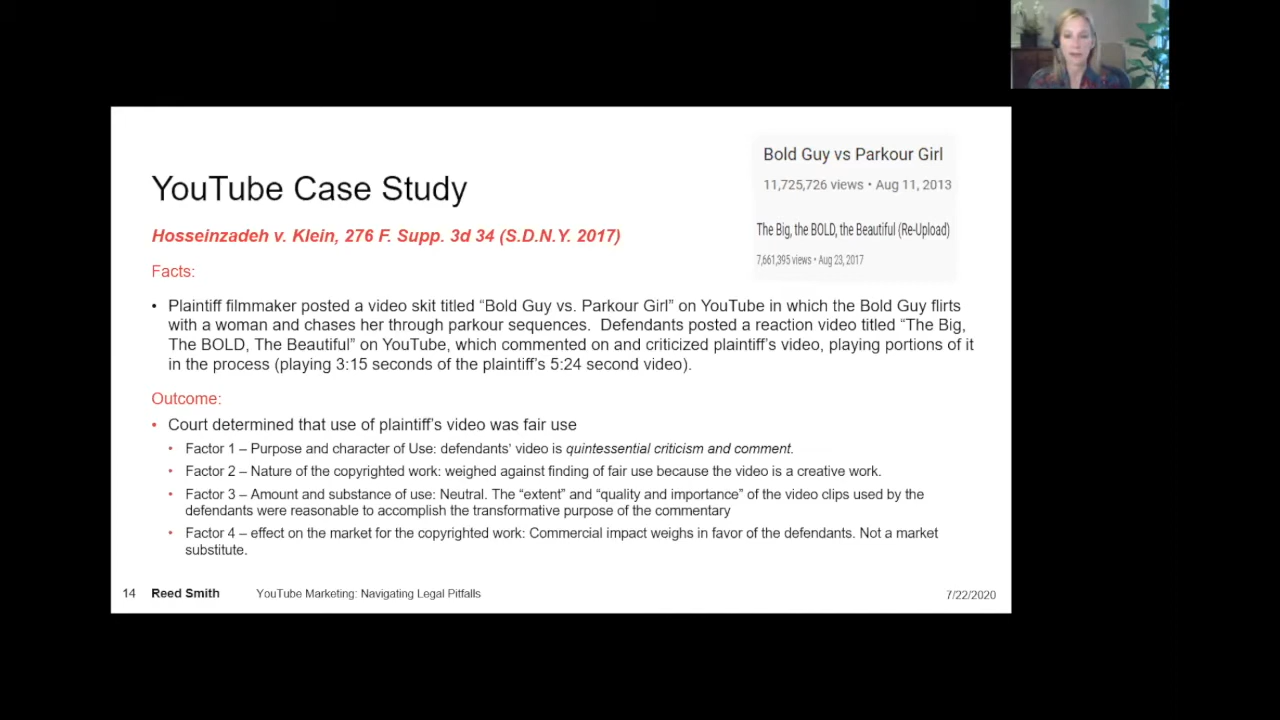 Bold Guy vs Parkour Girl
11,725,726 views • Aug 11, 2013
YouTube Case Study
The Big, the BOLD, the Beautiful (Re-Upload)
Hosseinzadeh v. Klein, 276 F. Supp. 3d 34 (S.D.N.Y. 2017)
7,661,395 views • Aug 23, 2017
Facts:
• Plaintiff filmmaker posted a video skit titled “Bold Guy vs. Parkour Girl” on YouTube in which the Bold Guy flirts
with a woman and chases her through parkour sequences. Defendants posted a reaction video titled “The Big,
The BOLD, The Beautiful” on YouTube, which commented on and criticized plaintiff’s video, playing portions of it
in the process (playing 3:15 seconds of the plaintiff’s 5:24 second video).
Outcome:
• Court determined that use of plaintiff’s video was fair use
• Factor 1 – Purpose and character of Use: defendants’ video is quintessential criticism and comment.
• Factor 2 – Nature of the copyrighted work: weighed against finding of fair use because the video is a creative work.
• Factor 3 – Amount and substance of use: Neutral. The “extent” and “quality and importance” of the video clips used by the
defendants were reasonable to accomplish the transformative purpose of the commentary
• Factor 4 – effect on the market for the copyrighted work: Commercial impact weighs in favor of the defendants. Not a market
substitute.
14 Reed Smith YouTube Marketing: Navigating Legal Pitfalls 7/22/2020